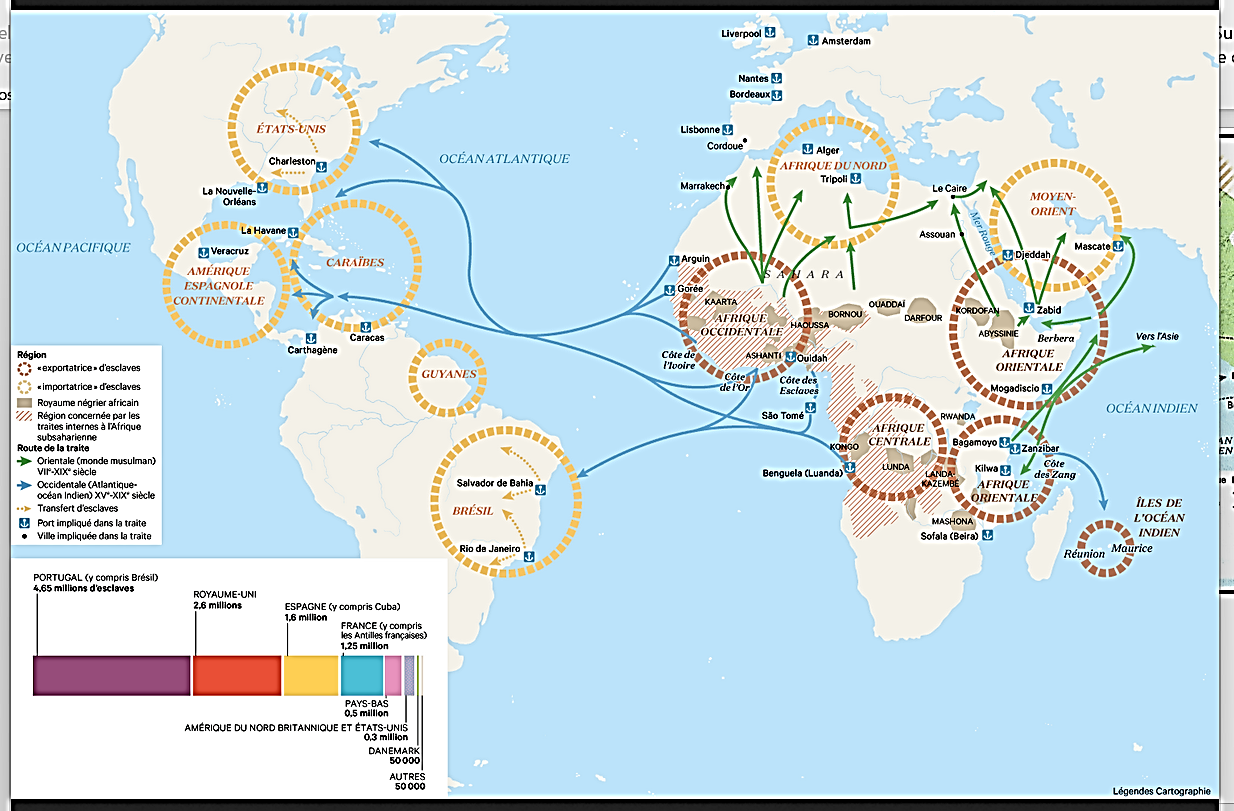 Liverpool
Amsterdam
Nantes
Bordeaux
Lisbonne
Cordoue
Alger
AFRIQUE DU NORD
Tripoli
Marrakech
Le Caire
Assouan
Mer Rouge
MOYEN-
ORIENT
Mascate
Djeddah
ÉTATS-UNIS
Charleston
La Nouvelle-
Orléans
OCÉAN ATLANTIQUE
OCÉAN PACIFIQUE
La Havane
Veracruz
AMÉRIQUE
ESPAGNOLE
CONTINENTALE
CARAÏBES
Carthagène
Caracas
GUYANES
Salvador de Bahia
BRÉSIL
Rio de Janeiro
Arguin
Gorée
SAHARA
KAARTA
AFRIQUE
OCCIDENTALE
HAOUSSA
BORNOU
OUADDAÏ
DARFOUR
KORDOFAN
ABYSSINIE
Zabid
Berbera
AFRIQUE
ORIENTALE
Mogadiscio
Vers l'Asie
OCÉAN INDIEN
ASHANTI
Ouidah
Côte de
l'Ivoire
Côte
de l'Or
Côte des
Esclaves
São Tomé
AFRIQUE
CENTRALE
KONGO
LUNDA
LANDA-
KAZEMBE
Benguela (Luanda)
RWANDA
Bagamoyo
Zanzibar
Kilwa
Côte
des Zang
AFRIQUE
ORIENTALE
MASHONA
Sofala (Beira)
ÎLES DE
L'OCÉAN
INDIEN
Réunion
Maurice
Région
«exportatrice» d'esclaves
«importatrice» d'esclaves
Royaume négrier africain
Région concernée par les
traites internes à l'Afrique
subsaharienne
Route de la traite
Orientale (monde musulman)
VIIe-XIXe siècle
Occidentale (Atlantique-
océan Indien) XVe-XIXe siècle
Transfert d'esclaves
Port impliqué dans la traite
Ville impliquée dans la traite
PORTUGAL (y compris Brésil)
4,65 millions d'esclaves
ROYAUME-UNI
2,6 millions
ESPAGNE (y compris Cuba)
1,6 million
FRANCE (y compris
les Antilles françaises)
1,25 million
PAYS-BAS
0,5 million
AMÉRIQUE DU NORD BRITANNIQUE ET ÉTATS-UNIS
0,3 million
DANEMARK
50 000
AUTRES
50 000
Légendes Cartographie